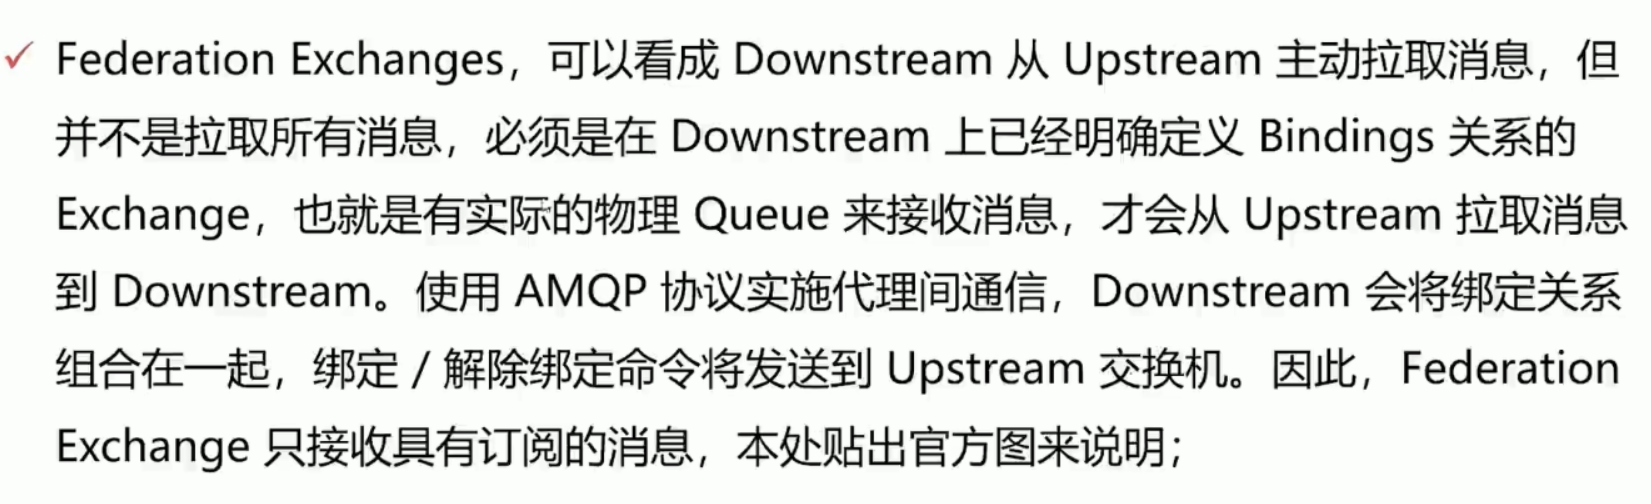 ✓ Federation Exchanges，可以看成 Downstream 从 Upstream 主动拉取消息，但
并不是拉取所有消息，必须是在 Downstream 上已经明确定义 Bindings 关系的
Exchange，也就是有实际的物理 Queue 来接收消息，才会从 Upstream 拉取消息
到 Downstream。使用 AMQP 协议实施代理间通信，Downstream 会将绑定关系
组合在一起，绑定 / 解除绑定命令将发送到 Upstream 交换机。因此，Federation
Exchange 只接收具有订阅的消息，本处贴出官方图来说明；